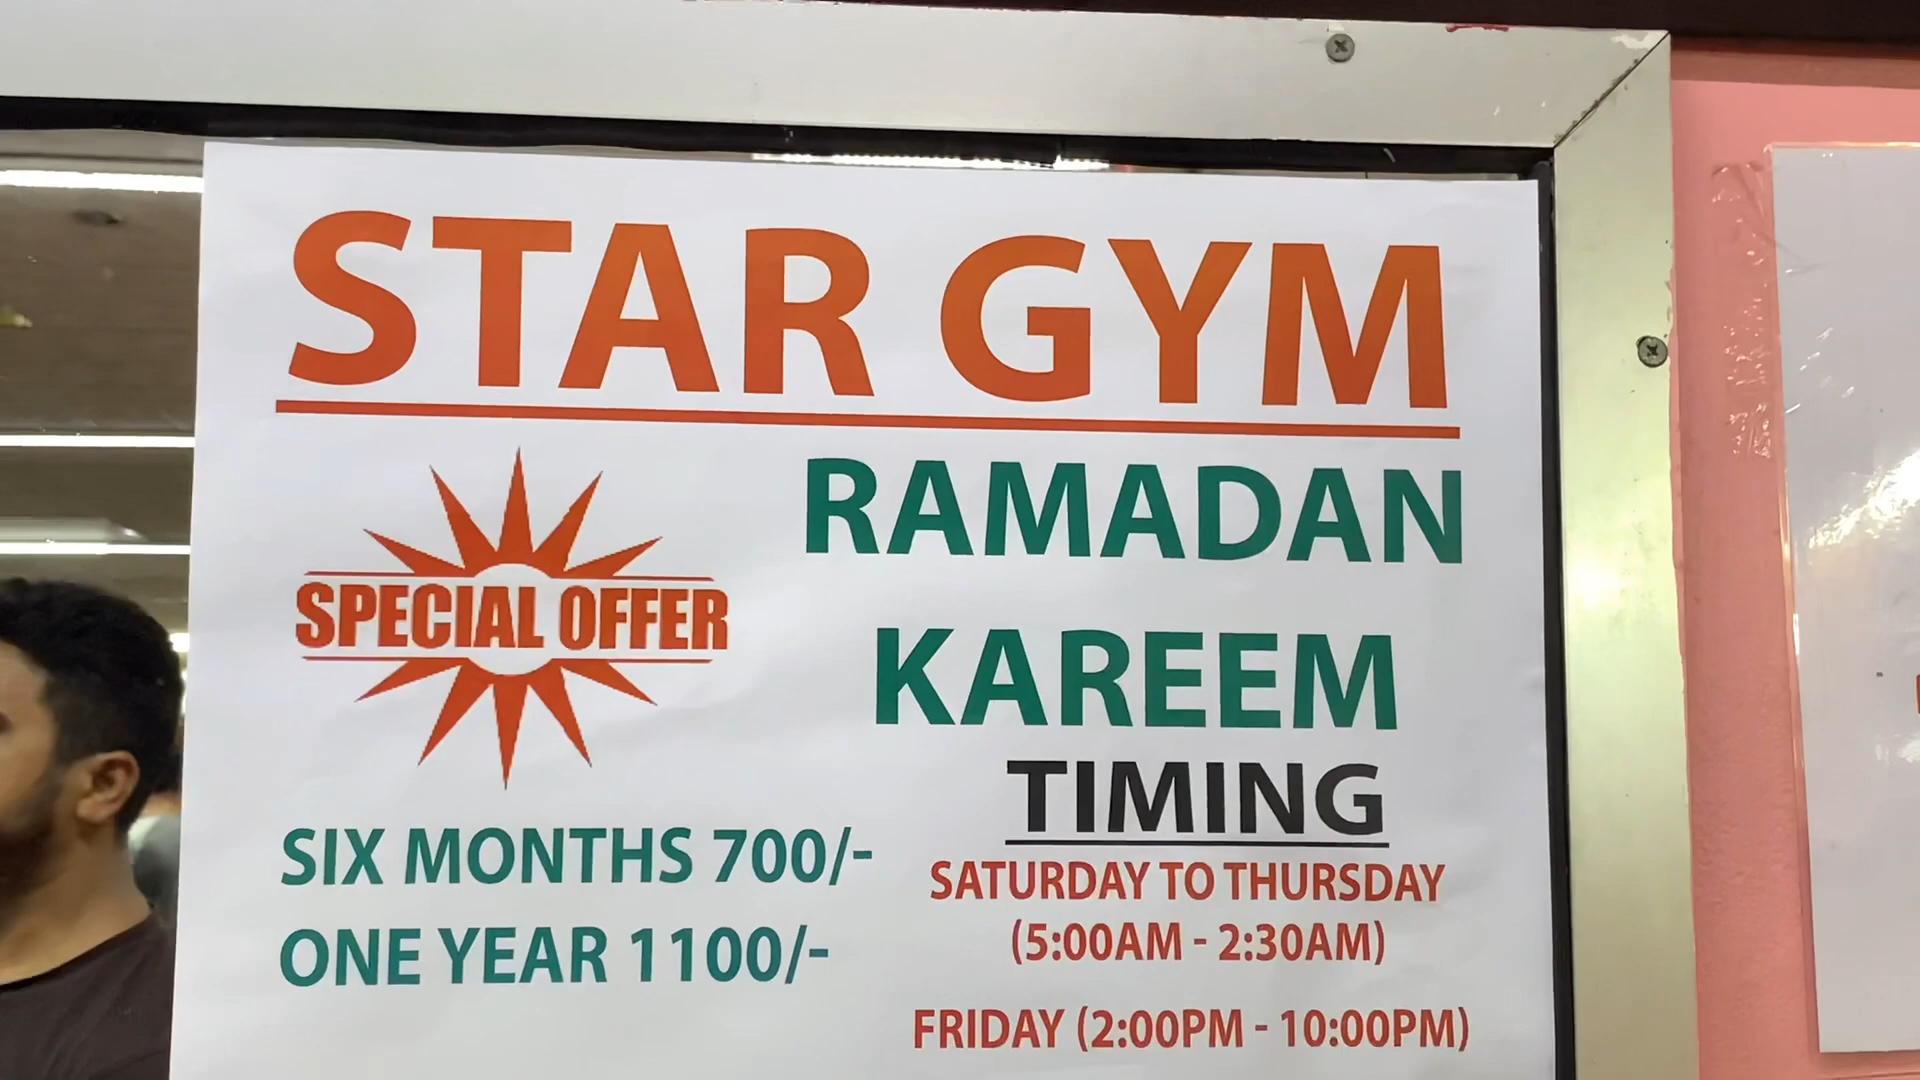 STAR GYM
SPECIAL OFFER
RAMADAN
KAREEM
SIX MONTHS 700/-
ONE YEAR 1100/-
TIMING
SATURDAY TO THURSDAY
(5:00AM - 2:30AM)
FRIDAY (2:00PM - 10:00PM)